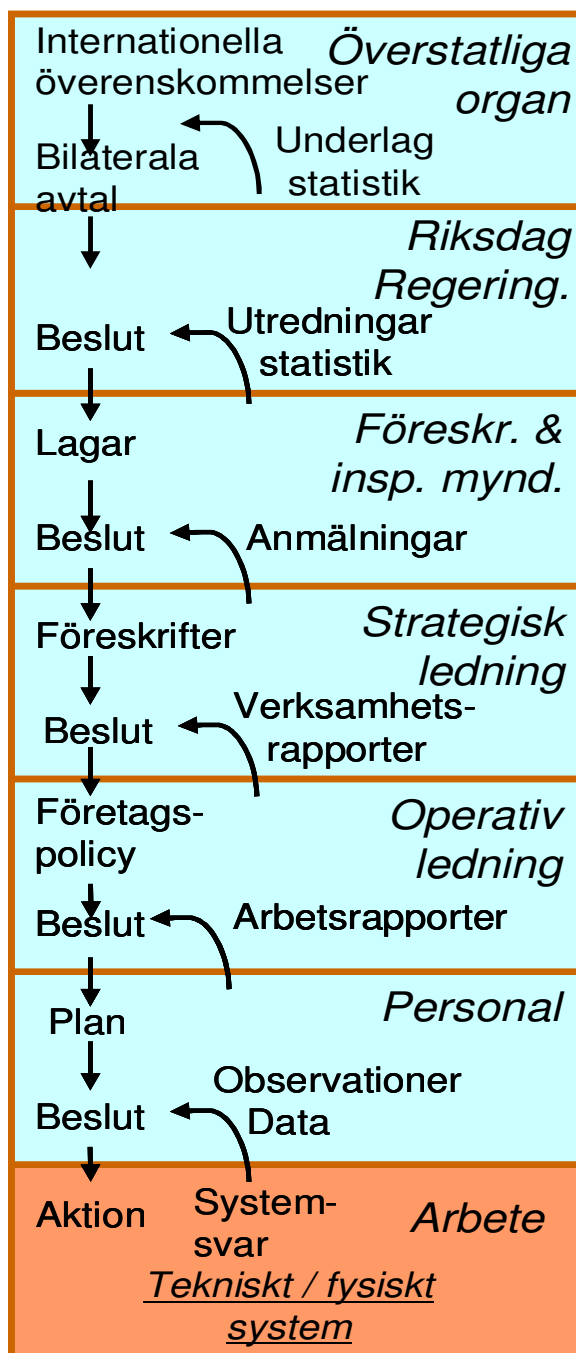 Internationella
överenskommelser
Överstatliga
organ
Bilaterala
avtal
Underlag
statistik
Riksdag
Regering.
Beslut
Utredningar
statistik
Lagar
Föreskr. &
insp. mynd.
Beslut
Anmälningar
Föreskrifter
Strategisk
ledning
Beslut
Verksamhets-
rapporter
Företags-
policy
Operativ
ledning
Beslut
Arbetsrapporter
Plan
Personal
Beslut
Observationer
Data
Aktion
System-
svar
Arbete
Tekniskt / fysiskt
system